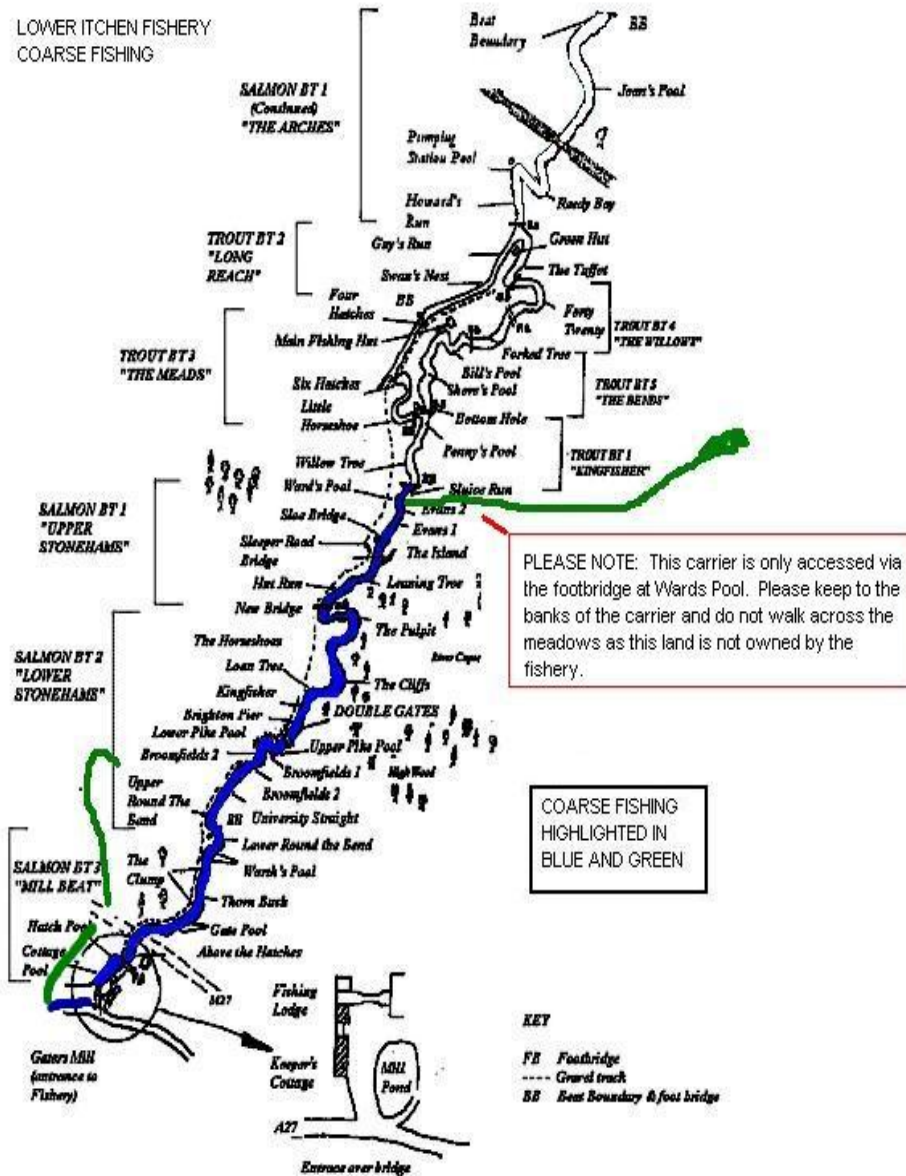 LOWER ITCHEN FISHERY
COARSE FISHING
Beat
Boundary
BB
SALMON BT 1
(Continued)
"THE ARCHES"
Joan's Pool
Pumping
Station Pool
Howard's
Run
Reedy Bay
TROUT BT 2
"LONG
REACH"
Guy's Run
Green Hut
Swan's Nest
The Tuffet
BB
Four
Hatches
Forty
Twenty
TROUT BT 4
"THE WILLOWS"
Main Fishing Hut
TROUT BT 3
"THE MEADS"
Forked Tree
Bill's Pool
Shove's Pool
TROUT BT 5
"THE BENDS"
Six Hatches
Little
Horseshoe
Bottom Hole
Penny's Pool
TROUT BT 1
"KINGFISHER"
Willow Tree
Ward's Pool
Sluice Run
SALMON BT 1
"UPPER
STONEHAMS"
Evans 2
Evans 1
Sloe Bridge
Sleeper Road
Bridge
The Island
Hut Run
Leaning Tree
New Bridge
The Pulpit
PLEASE NOTE: This carrier is only accessed via
the footbridge at Wards Pool. Please keep to the
banks of the carrier and do not walk across the
meadows as this land is not owned by the
fishery.
SALMON BT 2
"LOWER
STONEHAMS"
The Horseshoes
Loan Tree
The Cliffs
Kingfisher
Brighton Pier
DOUBLE GATES
Lower Pike Pool
Upper Pike Pool
Broomfields 2
Broomfields 1
High Wood
Upper
Round The
Bend
Broomfields 2
BB
University Straight
Lower Round the Bend
COARSE FISHING
HIGHLIGHTED IN
BLUE AND GREEN
SALMON BT 3
"MILL BEAT"
The
Clump
Warsh's Pool
Thorn Bush
Gate Pool
Hatch Pool
Above the Hatches
Cottage
Pool
M27
Gaters Mill
(entrance to
Fishery)
Fishing
Lodge
Keeper's
Cottage
Mill
Pond
A27
Entrance over bridge
KEY
FB Footbridge
---- Gravel track
BB Beat Boundary & foot bridge